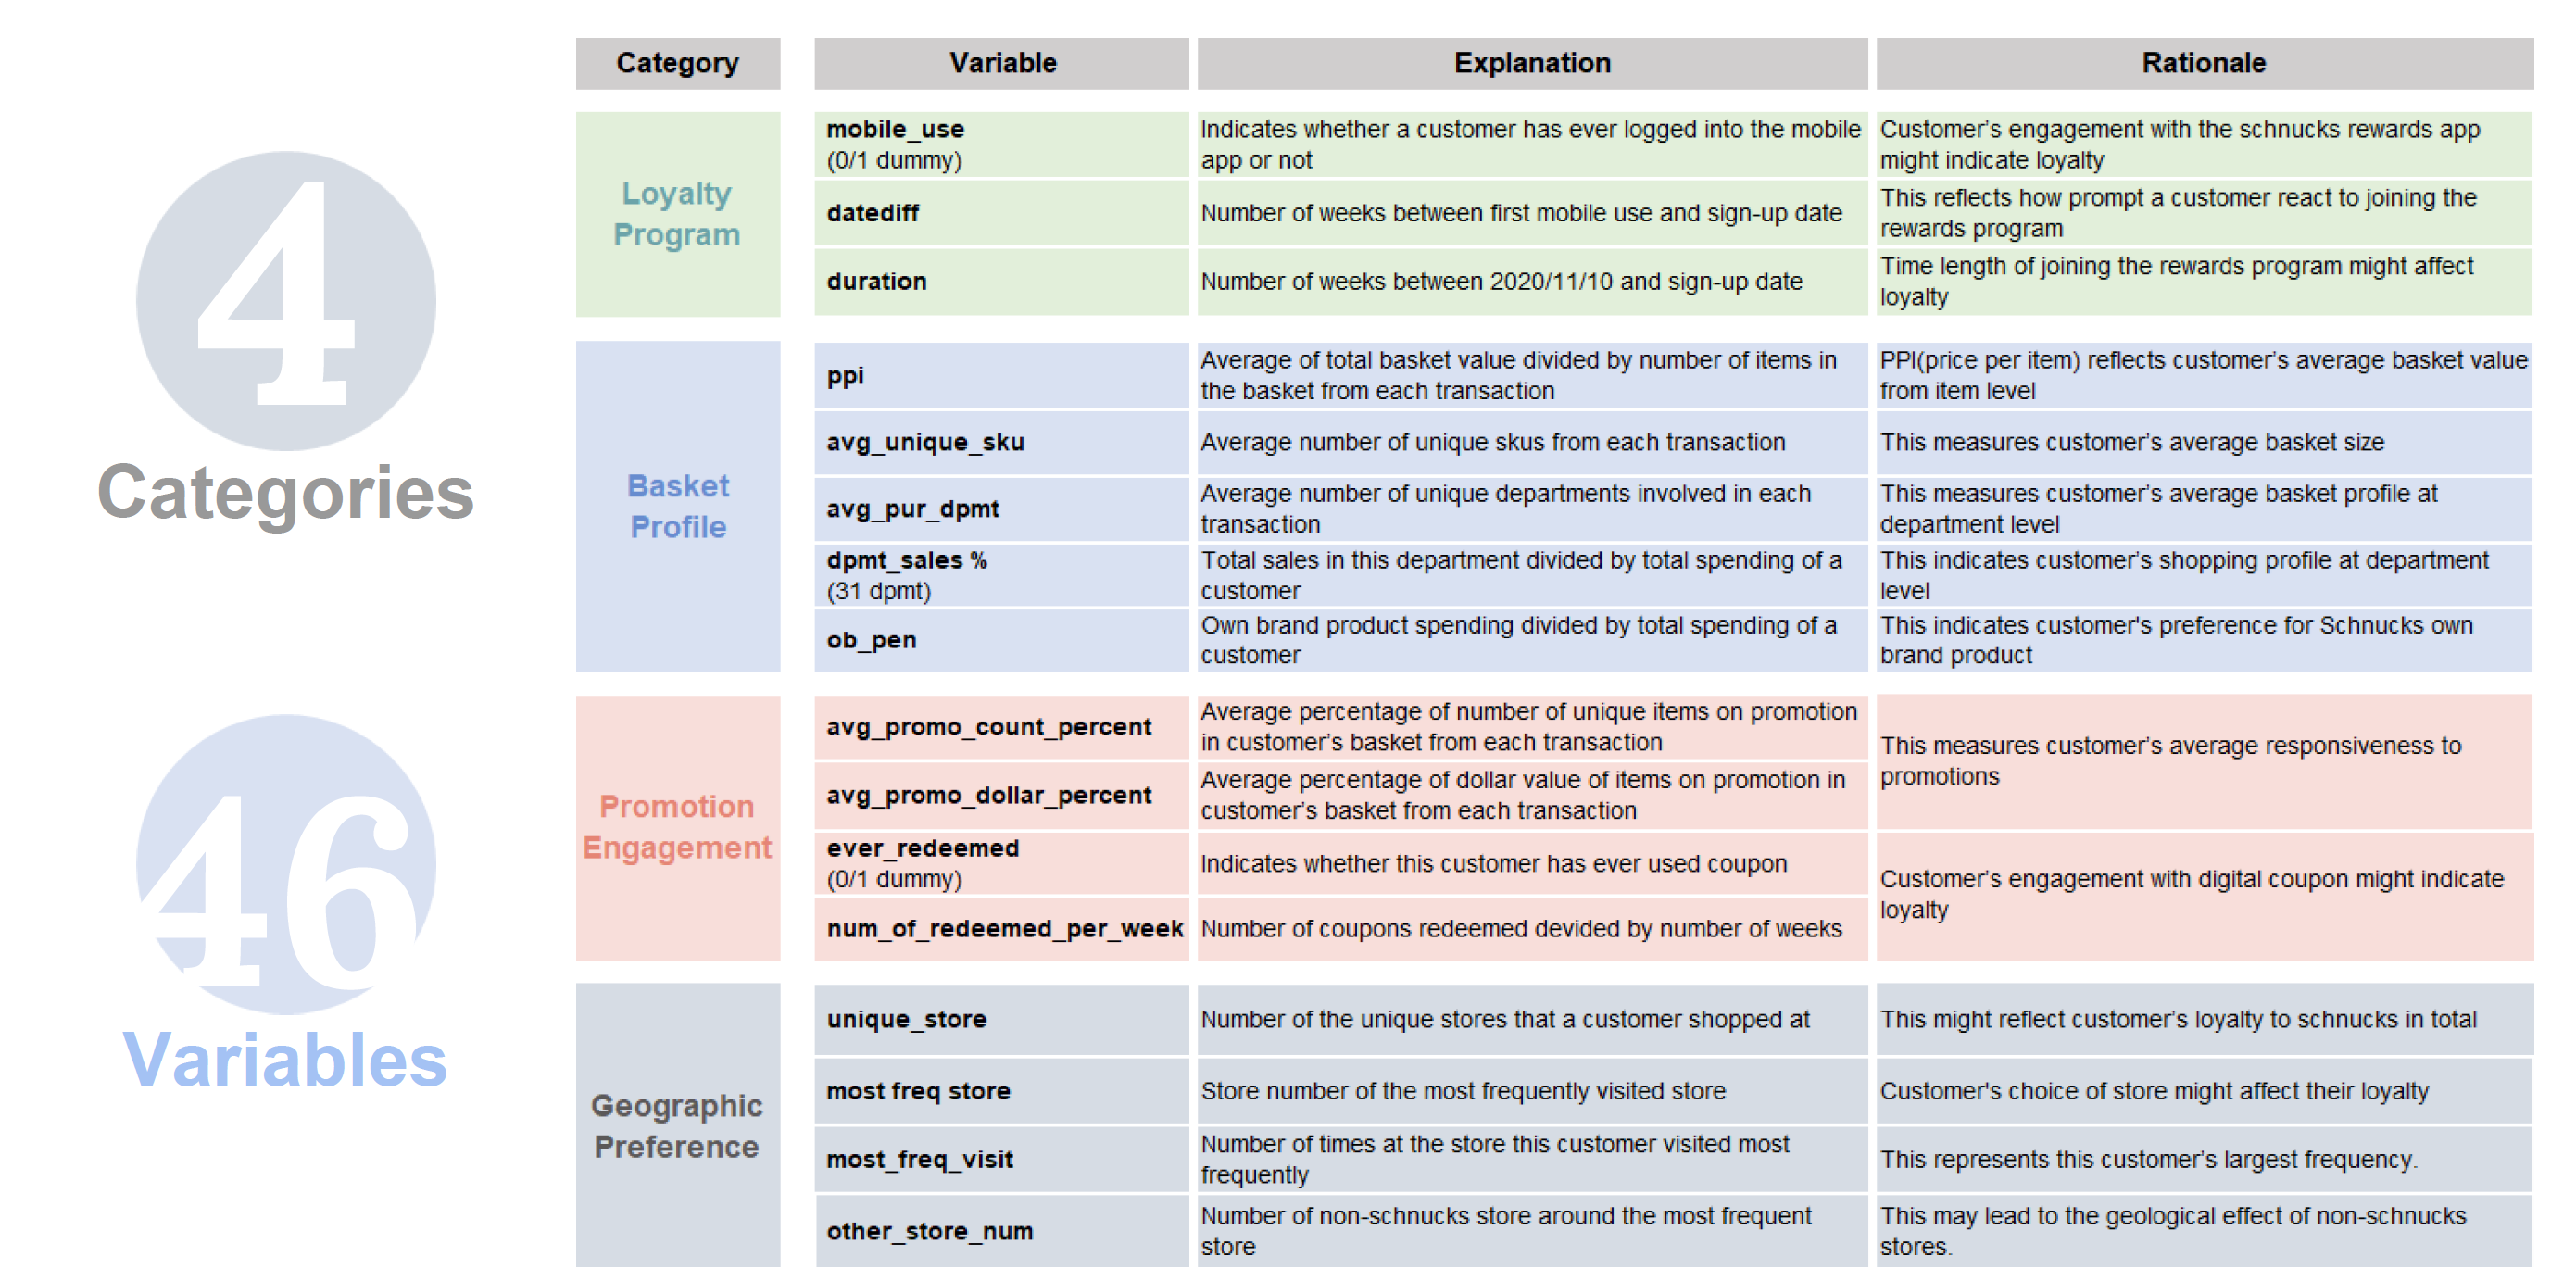 4
Categories
46
Variables
Category
Variable
Explanation
Rationale
Loyalty
Program
mobile_use
(0/1 dummy)
Indicates whether a customer has ever logged into the mobile
app or not
Customer's engagement with the schnucks rewards app
might indicate loyalty
datediff
Number of weeks between first mobile use and sign-up date
This reflects how prompt a customer react to joining the
rewards program
duration
Number of weeks between 2020/11/10 and sign-up date
Time length of joining the rewards program might affect
loyalty
Basket
Profile
ppi
Average of total basket value divided by number of items in
the basket from each transaction
PPI(price per item) reflects customer's average basket value
from item level
avg_unique_sku
Average number of unique skus from each transaction
This measures customer's average basket size
avg_pur_dpmt
Average number of unique departments involved in each
transaction
This measures customer's average basket profile at
department level
dpmt_sales %
(31 dpmt)
Total sales in this department divided by total spending of a
customer
This indicates customer's shopping profile at department
level
ob_pen
Own brand product spending divided by total spending of a
customer
This indicates customer's preference for Schnucks own
brand product
Promotion
Engagement
avg_promo_count_percent
Average percentage of number of unique items on promotion
in customer's basket from each transaction
avg_promo_dollar_percent
Average percentage of dollar value of items on promotion in
customer's basket from each transaction
This measures customer's average responsiveness to
promotions
ever_redeemed
(0/1 dummy)
Indicates whether this customer has ever used coupon
num_of_redeemed_per_week
Number of coupons redeemed devided by number of weeks
Customer's engagement with digital coupon might indicate
loyalty
Geographic
Preference
unique_store
Number of the unique stores that a customer shopped at
This might reflect customer's loyalty to schnucks in total
most freq store
Store number of the most frequently visited store
Customer's choice of store might affect their loyalty
most_freq_visit
Number of times at the store this customer visited most
frequently
This represents this customer's largest frequency.
other_store_num
Number of non-schnucks store around the most frequent
store
This may lead to the geological effect of non-schnucks
stores.